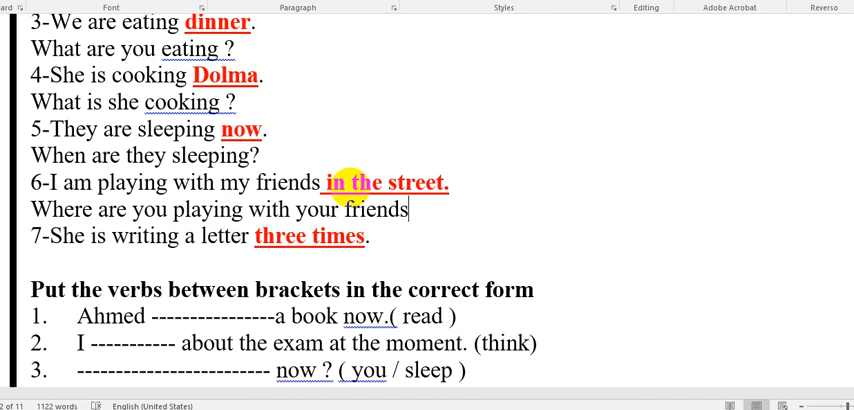 ard Font Paragraph Styles Editing Adobe Acrobat Reverso
3-We are eating dinner.
What are you eating ?
4-She is cooking Dolma.
What is she cooking ?
5-They are sleeping now.
When are they sleeping?
6-I am playing with my friends in the street.
Where are you playing with your friends
7-She is writing a letter three times.
Put the verbs between brackets in the correct form
1. Ahmed ----------------a book now.( read )
2. I ----------- about the exam at the moment. (think)
3. ------------------------- now ? ( you / sleep )
2 of 11 1122 words English (United States)